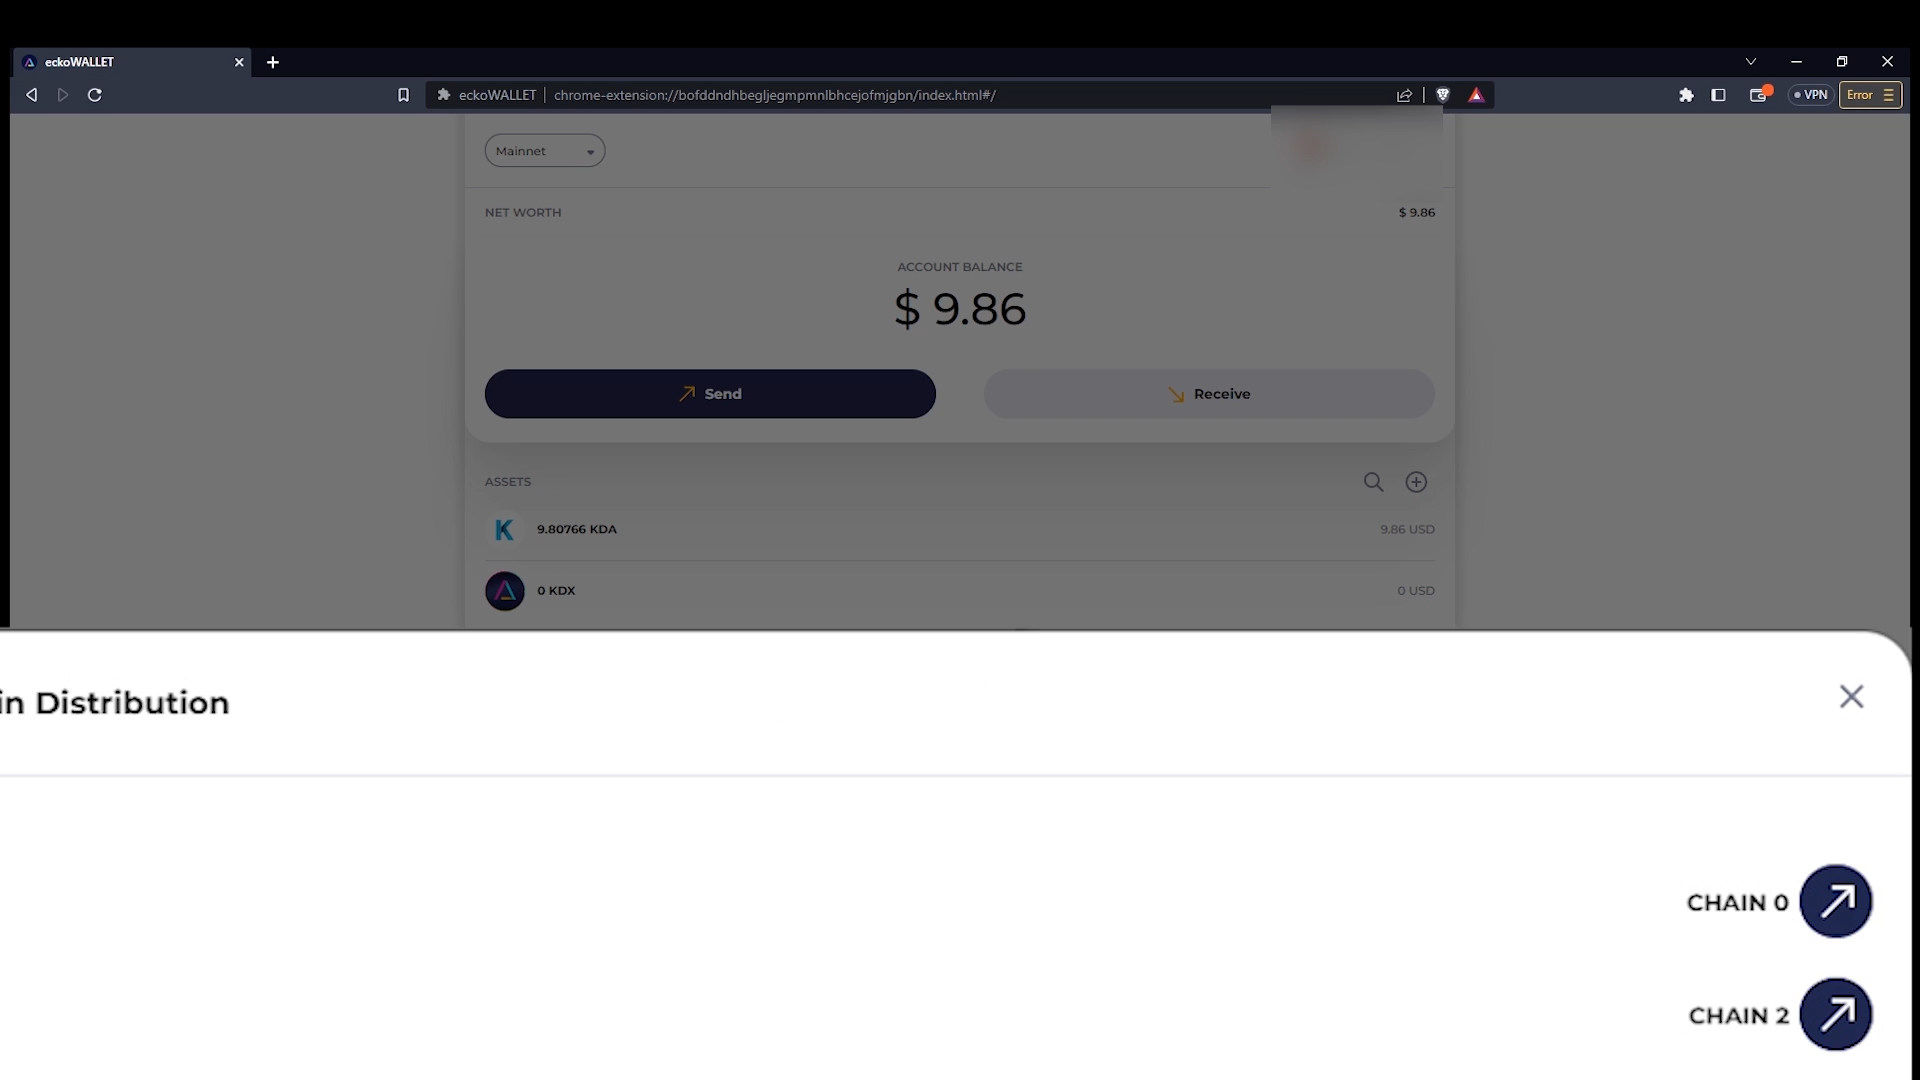 eckoWALLET
eckoWALLET chrome-extension://bofddndhbegljegmpmnlbhcejofmjgbn/index.html#/
VPN
Error
Mainnet
NET WORTH
$ 9.86
ACCOUNT BALANCE
$ 9.86
Send
Receive
ASSETS
9.80766 KDA
9.86 USD
0 KDX
0 USD
in Distribution
CHAIN 0
CHAIN 2